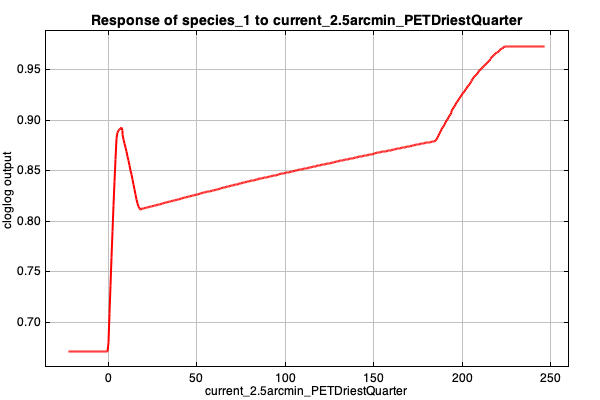 Response of species_1 to current_2.5arcmin_PETDriestQuarter
cloglog output
0.95
0.90
0.85
0.80
0.75
0.70
0 50 100 150 200 250
current_2.5arcmin_PETDriestQuarter